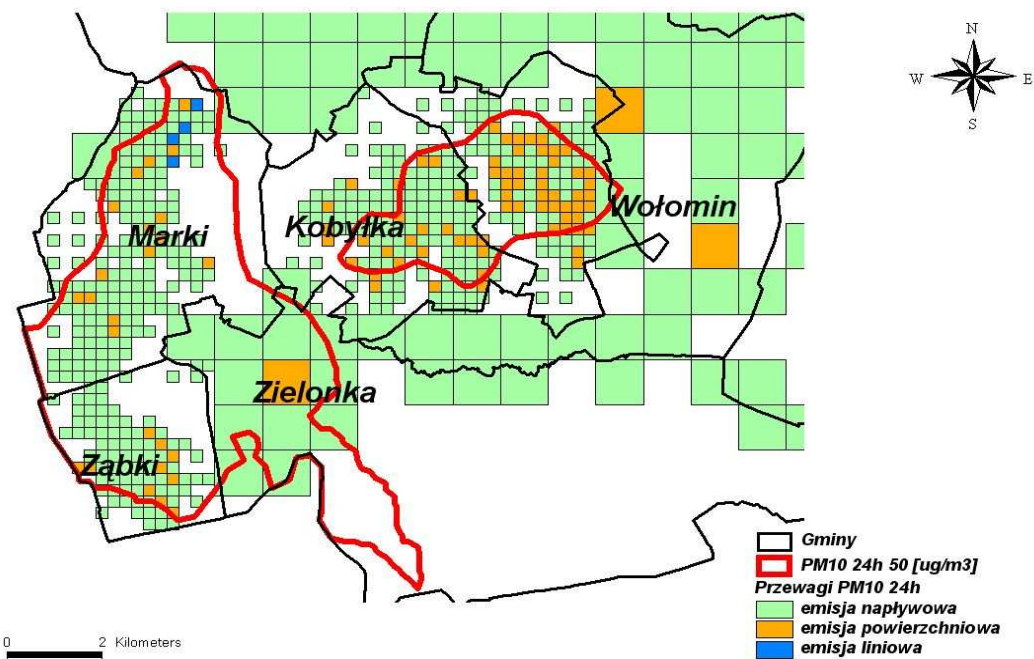 N
W E
S
Kobyłka
Wołomin
Marki
Zielonka
Ząbki
Gminy
PM10 24h 50 [ug/m3]
Przewagi PM10 24h
emisja napływowa
emisja powierzchniowa
emisja liniowa
0 2 Kilometers